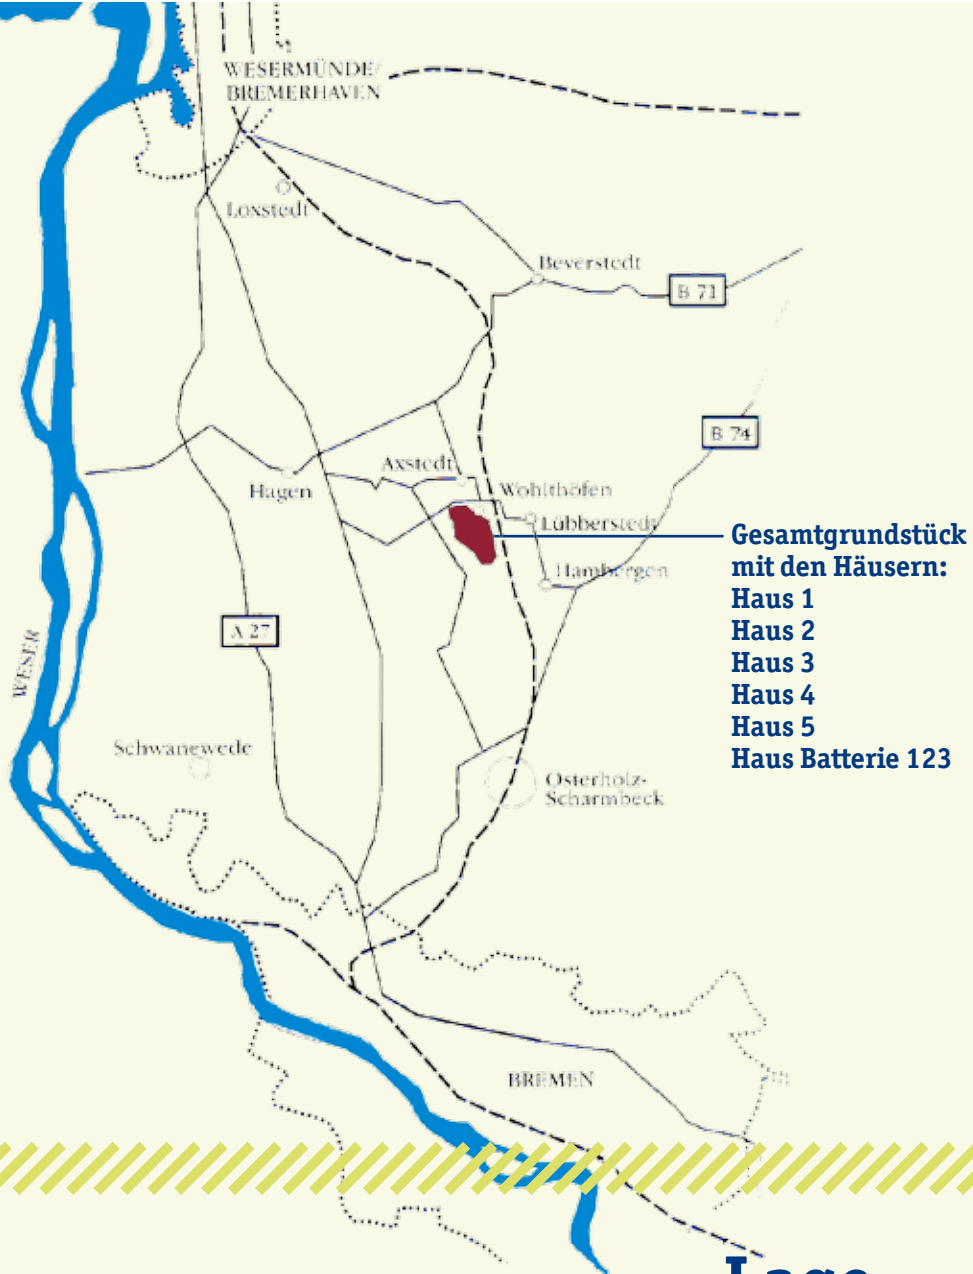 WESERMÜNDE/
BREMERHAVEN
Loxstedt
Beverstedt
B 71
B 74
Axstedt
Hagen
Wohlthöfen
Lübberstedt
Gesamtgrundstück
mit den Häusern:
Haus 1
Haus 2
Haus 3
Haus 4
Haus 5
Haus Batterie 123
Hambergen
A 27
WESER
Schwanewede
Osterholz-
Scharmbeck
BREMEN
Lage